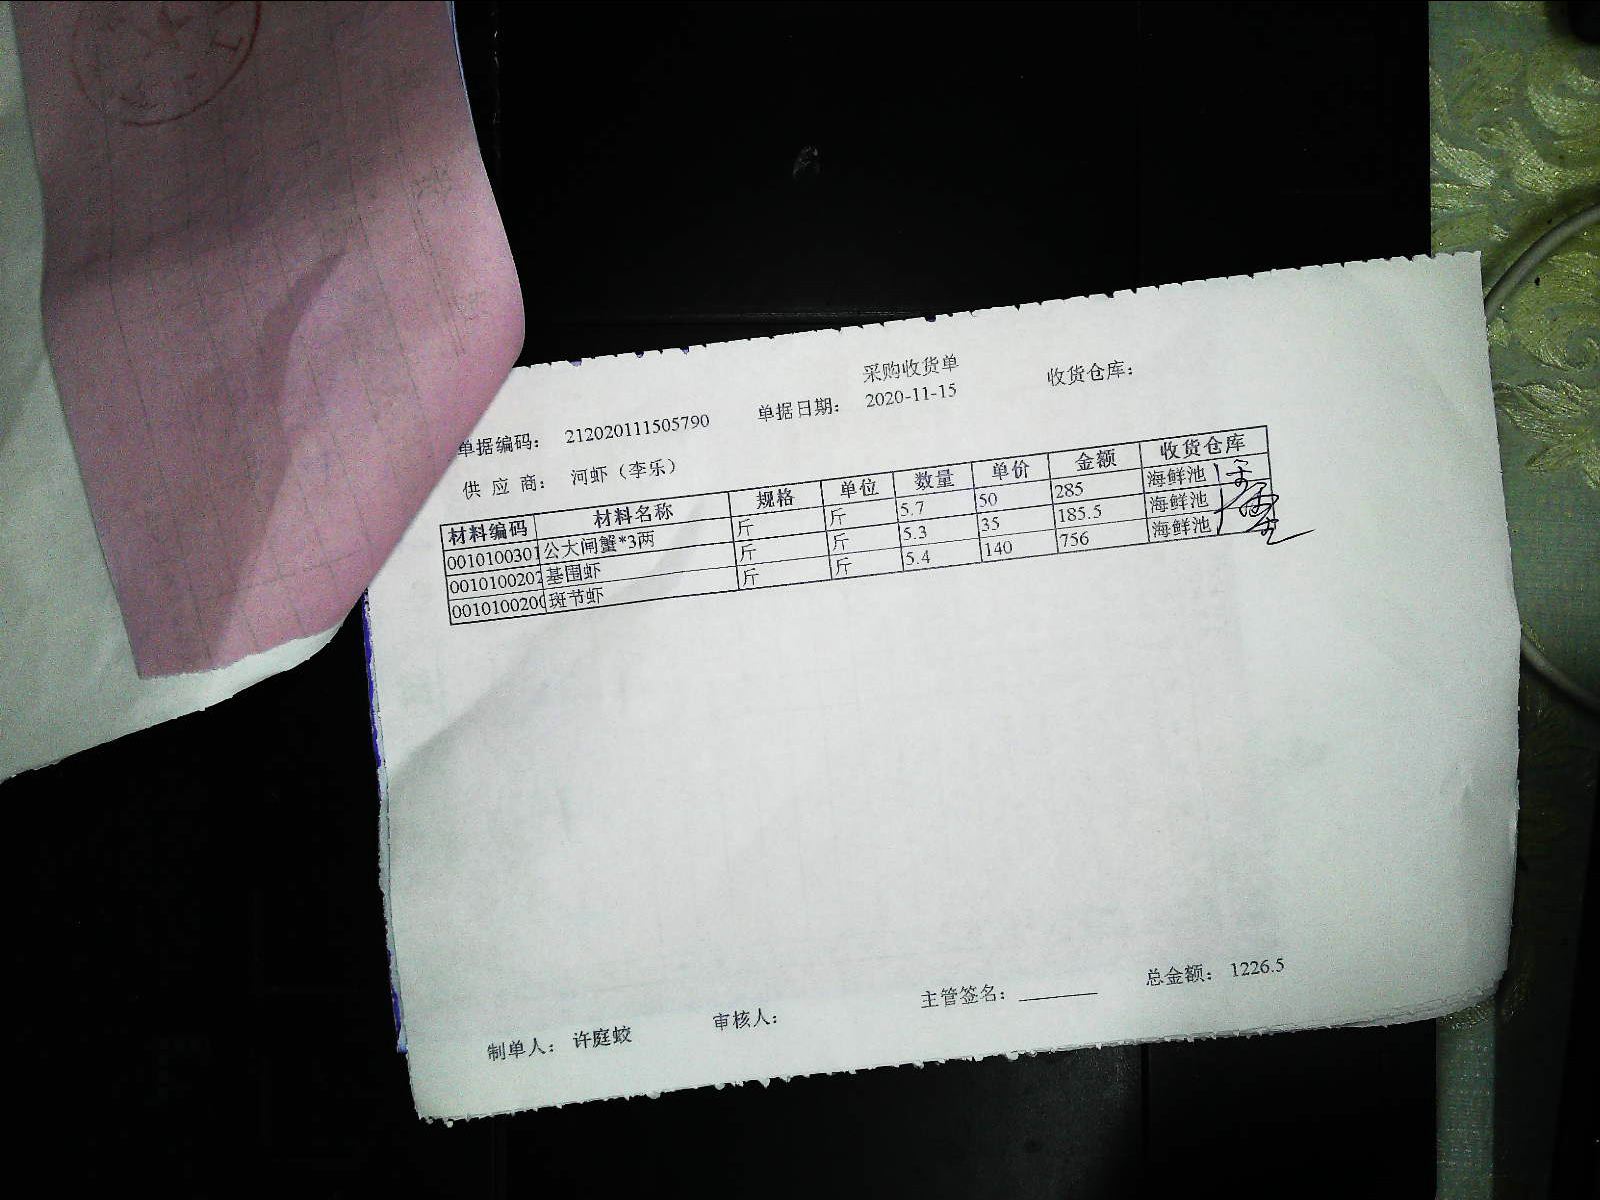 采购收货单
单据编码： 212020111505790 单据日期： 2020-11-15 收货仓库：
供 应 商： 河虾（李乐）
材料编码 材料名称 规格 单位 数量 单价 金额 收货仓库
0010100301 公大闸蟹*3两 斤 斤 5.7 50 285 海鲜池
0010100202 基围虾 斤 斤 5.3 35 185.5 海鲜池
001010020 斑节虾 斤 斤 5.4 140 756 海鲜池
制单人： 许庭蛟 审核人： 主管签名： 总金额： 1226.5